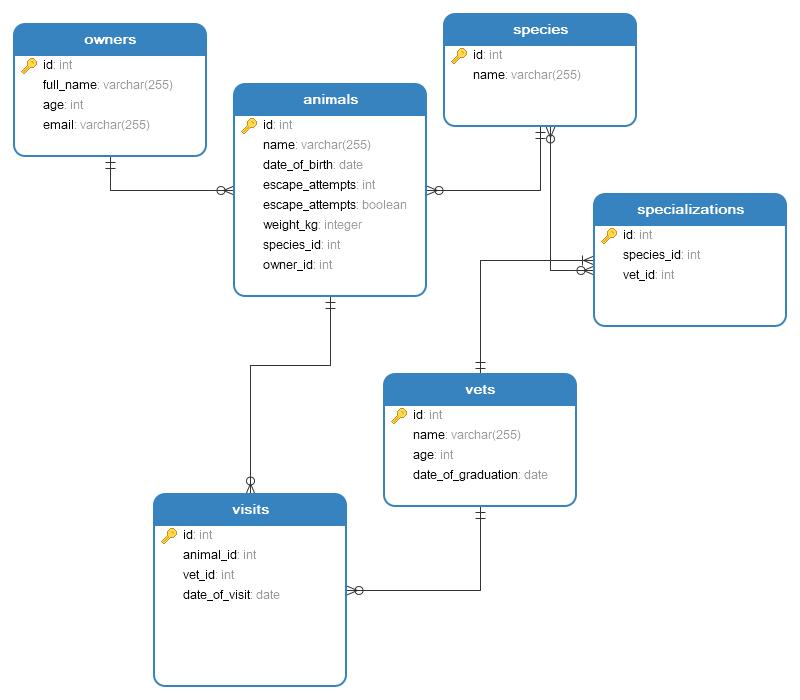 owners
id: int
full_name: varchar(255)
age: int
email: varchar(255)
species
id: int
name: varchar(255)
animals
id: int
name: varchar(255)
date_of_birth: date
escape_attempts: int
escape_attempts: boolean
weight_kg: integer
species_id: int
owner_id: int
specializations
id: int
species_id: int
vet_id: int
vets
id: int
name: varchar(255)
age: int
date_of_graduation: date
visits
id: int
animal_id: int
vet_id: int
date_of_visit: date